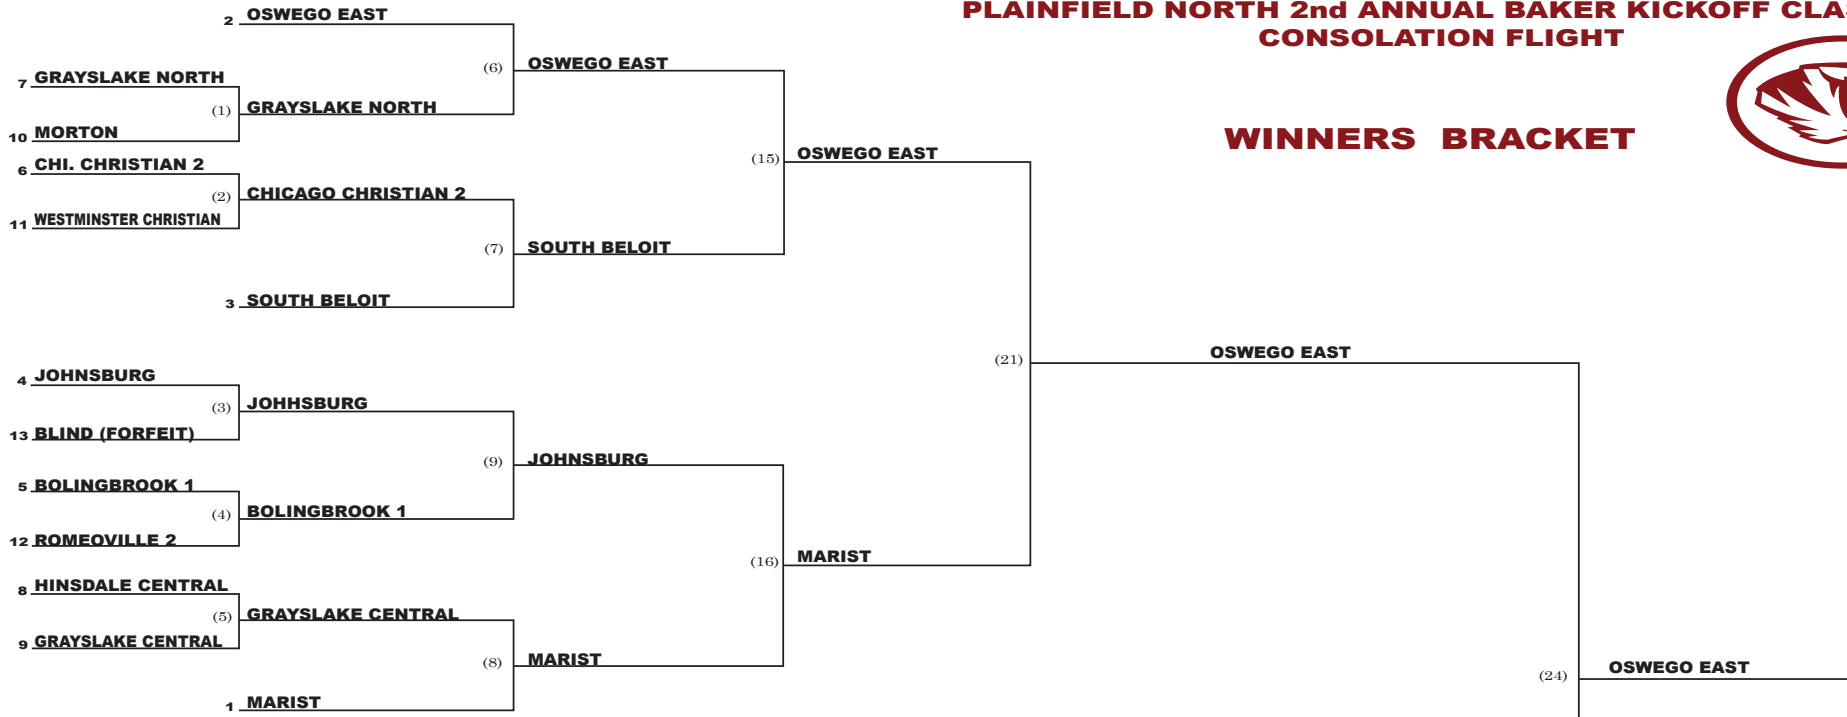 PLAINFIELD NORTH 2nd ANNUAL BAKER KICKOFF
CONSOLATION FLIGHT
WINNERS BRACKET
2 OSWEGO EAST
7 GRAYSLAKE NORTH
(1) GRAYSLAKE NORTH
10 MORTON
(6) OSWEGO EAST
6 CHI. CHRISTIAN 2
(2) CHICAGO CHRISTIAN 2
11 WESTMINSTER CHRISTIAN
(7) SOUTH BELOIT
3 SOUTH BELOIT
(15) OSWEGO EAST
4 JOHNSBURG
(3) JOHHSBURG
13 BLIND (FORFEIT)
(9) JOHNSBURG
5 BOLINGBROOK 1
(4) BOLINGBROOK 1
12 ROMEOVILLE 2
8 HINSDALE CENTRAL
(5) GRAYSLAKE CENTRAL
9 GRAYSLAKE CENTRAL
(8) MARIST
1 MARIST
(16) MARIST
(21) OSWEGO EAST
(24) OSWEGO EAST